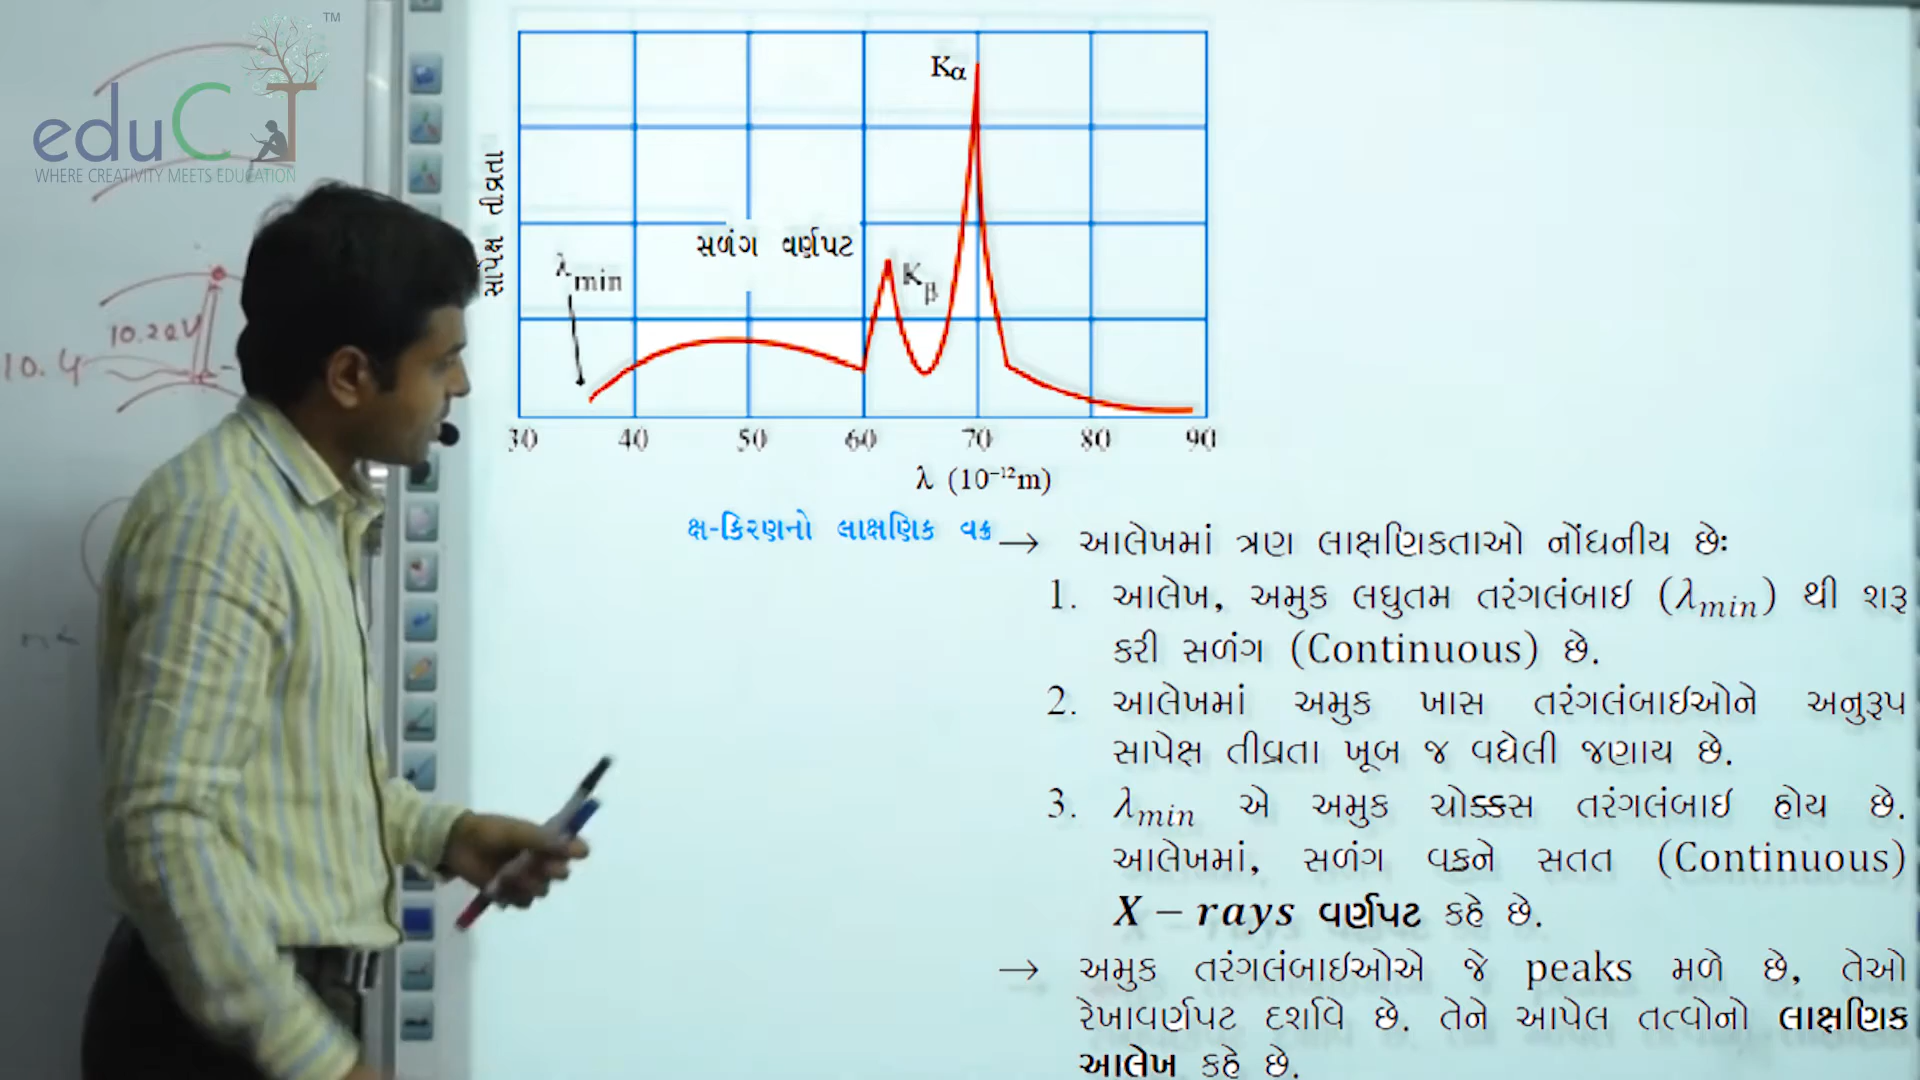 TM
eduCT
WHERE CREATIVITY MEETS EDUCATION
10.2eV
10.4
Kα
સાપેક્ષ તીવ્રતા
સળંગ વર્ણપટ
λmin
Kβ
30 40 50 60 70 80 90
λ (10⁻¹²m)
ક્ષ-કિરણનો લાક્ષણિક વક્ર
→ આલેખમાં ત્રણ લાક્ષણિકતાઓ નોંધનીય છેઃ
1. આલેખ, અમુક લઘુતમ તરંગલંબાઈ (λmin) થી શરૂ
કરી સળંગ (Continuous) છે.
2. આલેખમાં અમુક ખાસ તરંગલંબાઈઓને અનુરૂપ
સાપેક્ષ તીવ્રતા ખૂબ જ વધેલી જણાય છે.
3. λmin એ અમુક ચોક્કસ તરંગલંબાઈ હોય છે.
આલેખમાં, સળંગ વક્રને સતત (Continuous)
X – rays વર્ણપટ કહે છે.
→ અમુક તરંગલંબાઈઓએ જે peaks મળે છે, તેઓ
રેખાવર્ણપટ દર્શાવે છે. તેને આપેલ તત્વોનો લાક્ષણિક
આલેખ કહે છે.